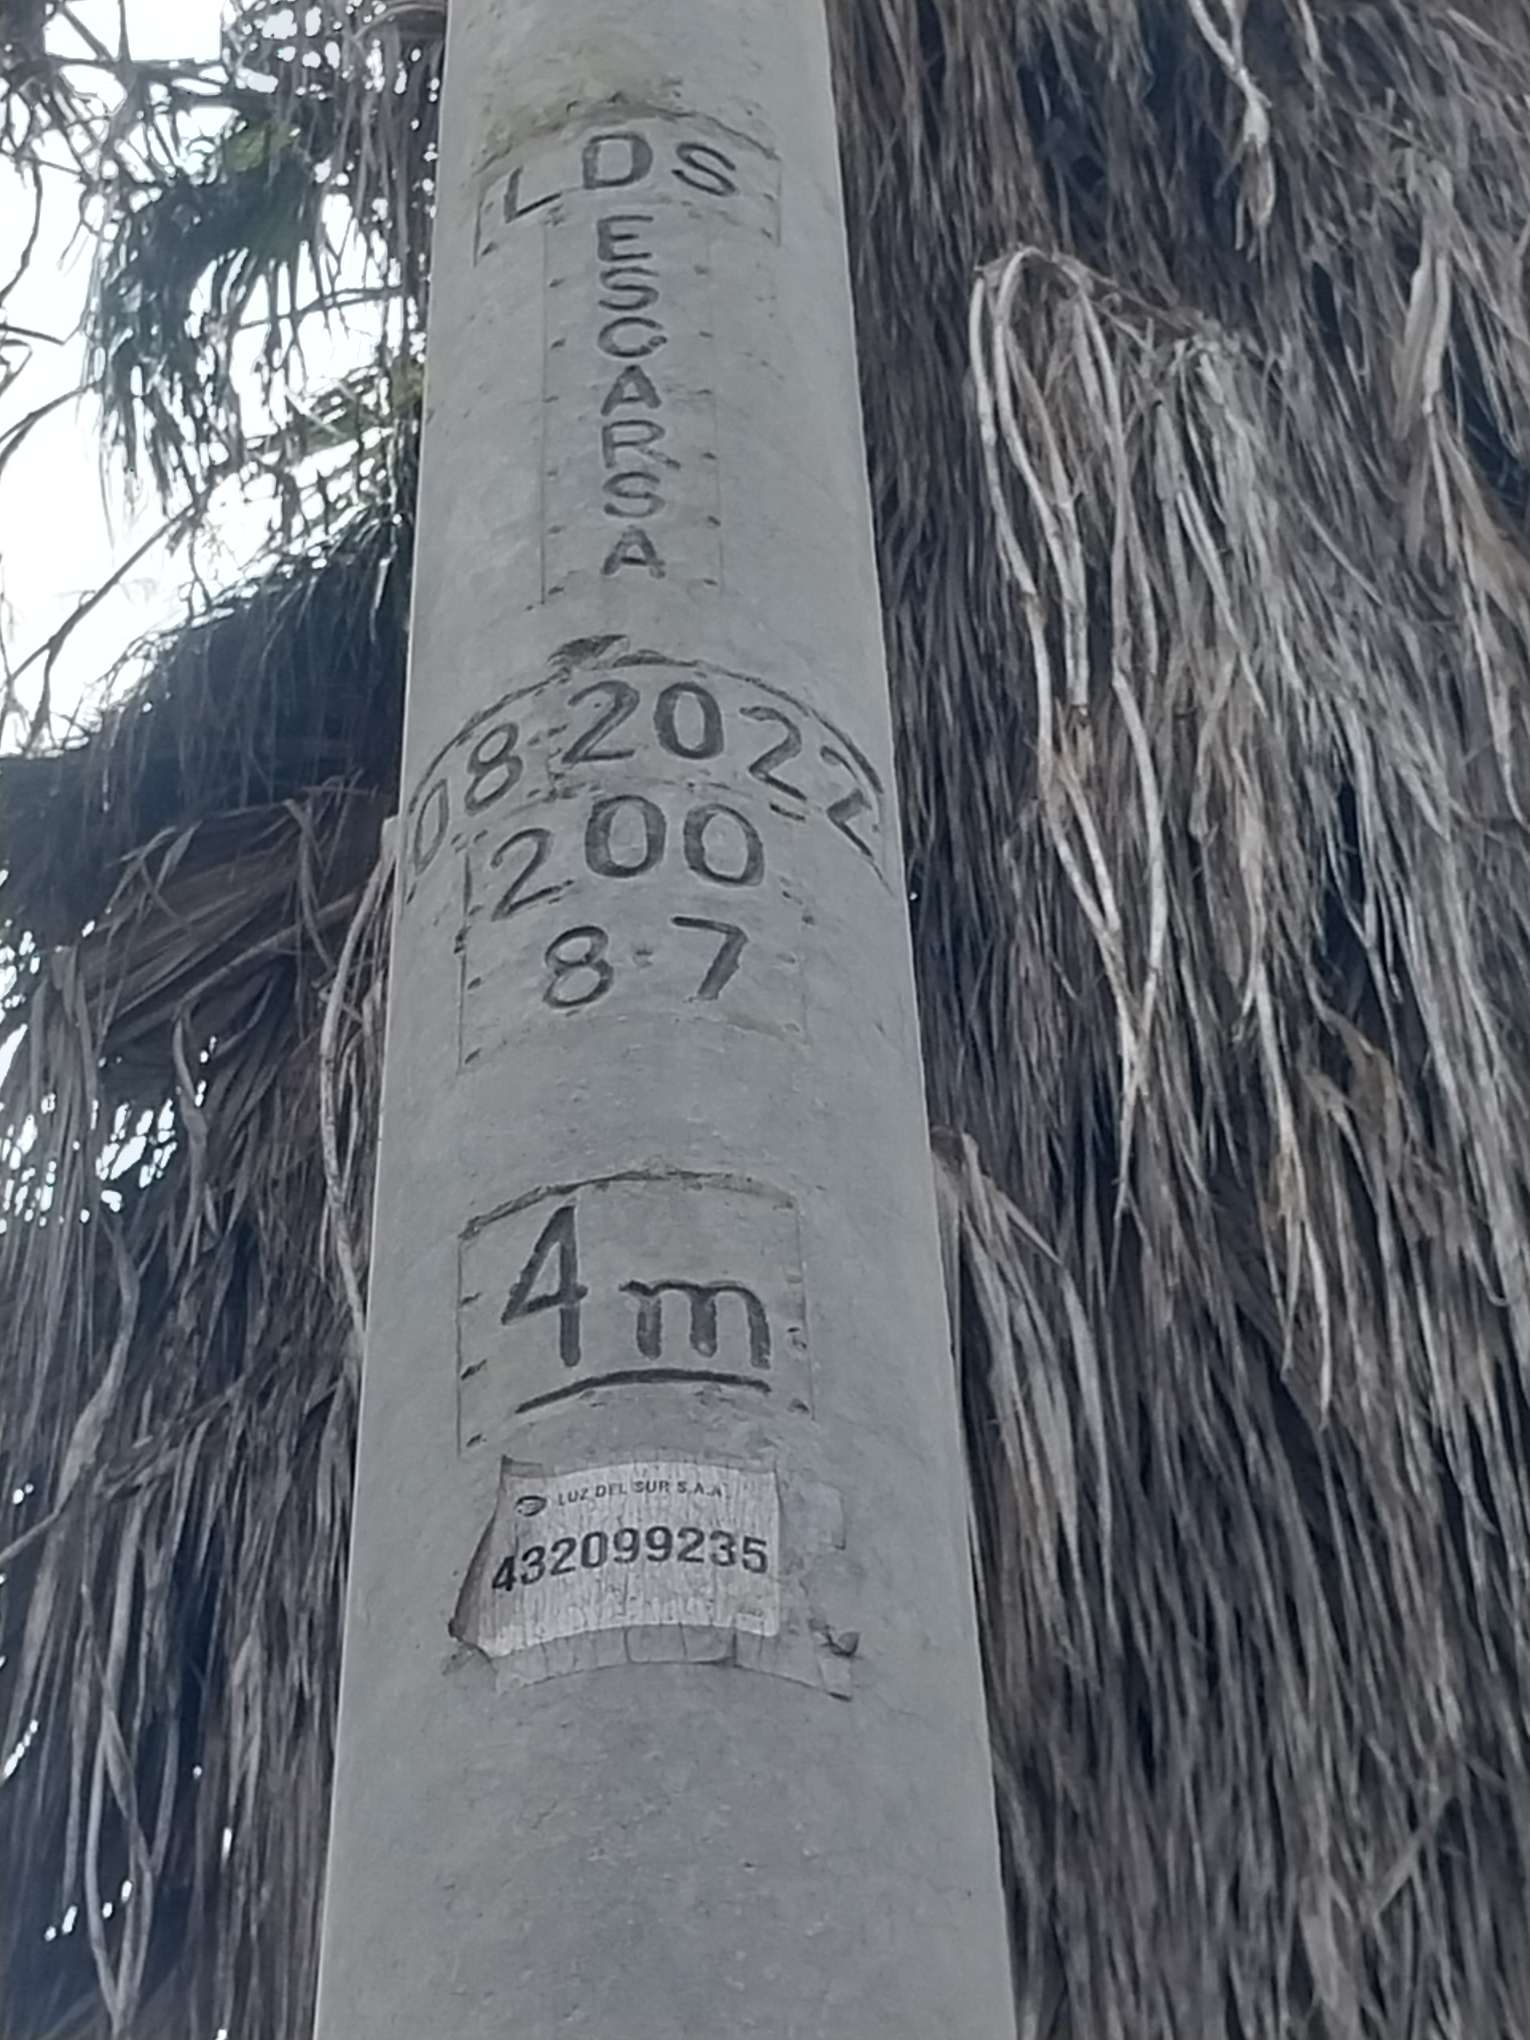 LDS
ESCARSA
08·2022
200
8·7
4m
LUZ DEL SUR S.A.A.
432099235